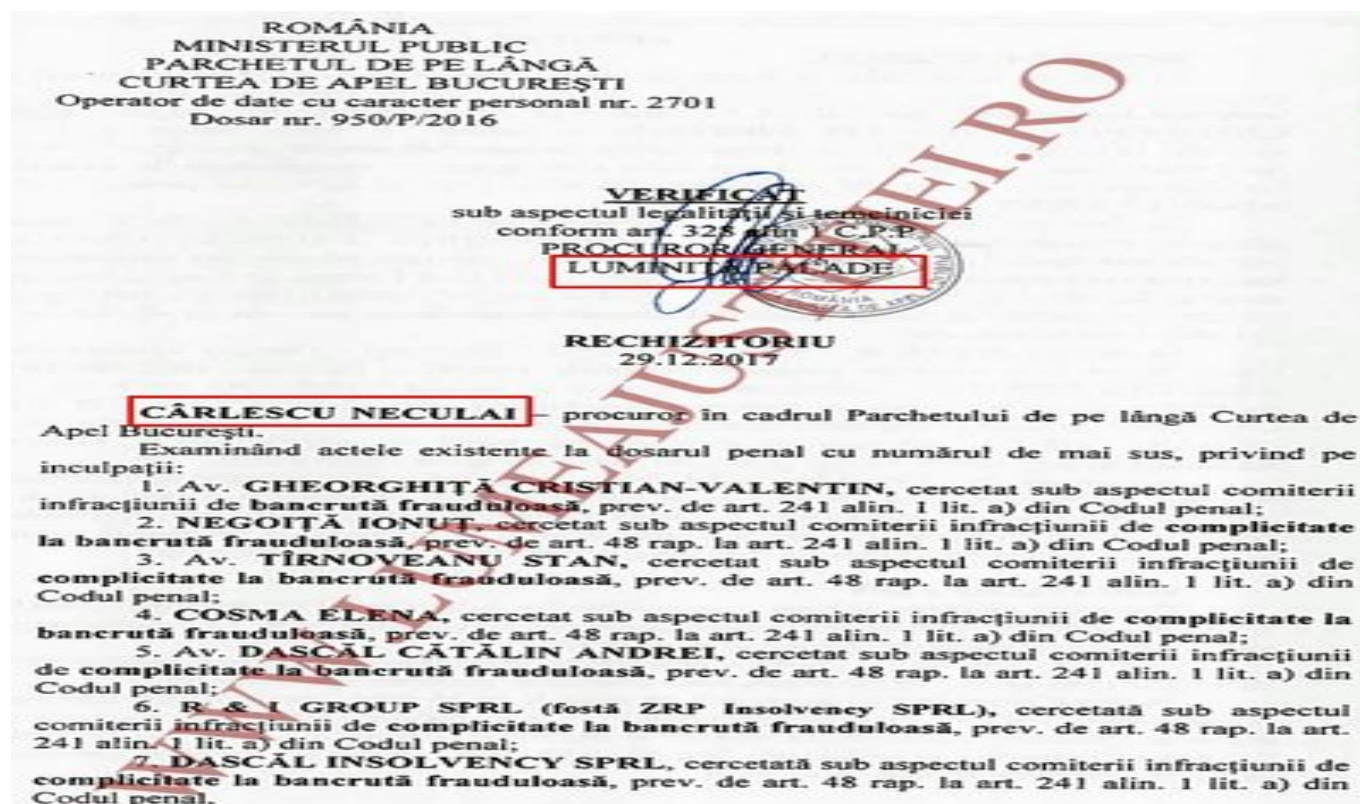 ROMÂNIA
MINISTERUL PUBLIC
PARCHETUL DE PE LÂNGĂ
CURTEA DE APEL BUCUREŞTI
Operator de date cu caracter personal nr. 2701
Dosar nr. 950/P/2016
VERIFICAT
sub aspectul legalităţii şi temeiniciei
conform art. 328 alin 1 C.P.P
PROCUROR GENERAL
LUMINIŢA PALADE
ROMÂNIA
RECHIZITORIU
29.12.2017
CÂRLESCU NECULAI – procuror în cadrul Parchetului de pe lângă Curtea de
Apel Bucureşti.
Examinând actele existente la dosarul penal cu numărul de mai sus, privind pe
inculpaţii:
1. Av. GHEORGHIŢĂ CRISTIAN-VALENTIN, cercetat sub aspectul comiterii
infracţiunii de bancrută frauduloasă, prev. de art. 241 alin. 1 lit. a) din Codul penal;
2. NEGOIŢĂ IONUŢ, cercetat sub aspectul comiterii infracţiunii de complicitate
la bancrută frauduloasă, prev. de art. 48 rap. la art. 241 alin. 1 lit. a) din Codul penal;
3. Av. TÎRNOVEANU STAN, cercetat sub aspectul comiterii infracţiunii de
complicitate la bancrută frauduloasă, prev. de art. 48 rap. la art. 241 alin. 1 lit. a) din
Codul penal;
4. COSMA ELENA, cercetat sub aspectul comiterii infracţiunii de complicitate la
bancrută frauduloasă, prev. de art. 48 rap. la art. 241 alin. 1 lit. a) din Codul penal;
5. Av. DASCĂL CĂTĂLIN ANDREI, cercetat sub aspectul comiterii infracţiunii
de complicitate la bancrută frauduloasă, prev. de art. 48 rap. la art. 241 alin. 1 lit. a) din
Codul penal;
6. R & I GROUP SPRL (fostă ZRP Insolvency SPRL), cercetată sub aspectul
comiterii infracţiunii de complicitate la bancrută frauduloasă, prev. de art. 48 rap. la art.
241 alin. 1 lit. a) din Codul penal;
7. DASCĂL INSOLVENCY SPRL, cercetată sub aspectul comiterii infracţiunii de
complicitate la bancrută frauduloasă, prev. de art. 48 rap. la art. 241 alin. 1 lit. a) din
Codul penal.
WWW.LUMEAJUSTITIEI.RO